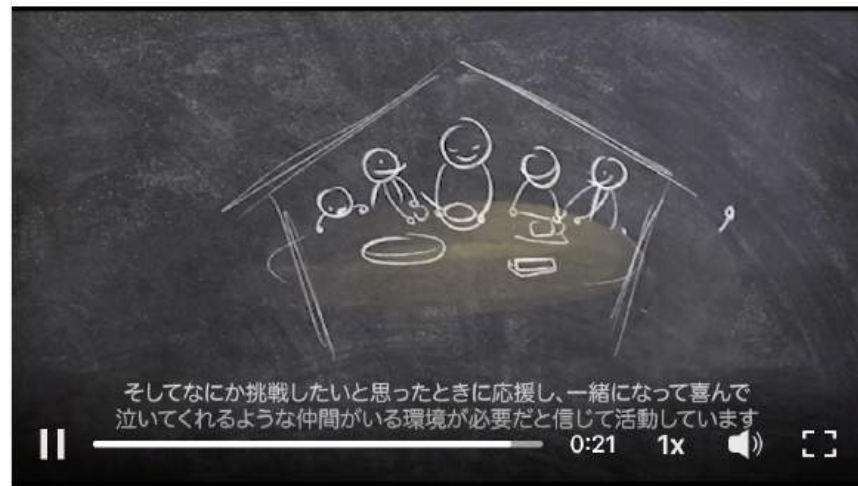 そしてなにか挑戦したいと思ったときに応援し、一緒になって喜んで
泣いてくれるような仲間がいる環境が必要だと信じて活動しています
0:21 1x